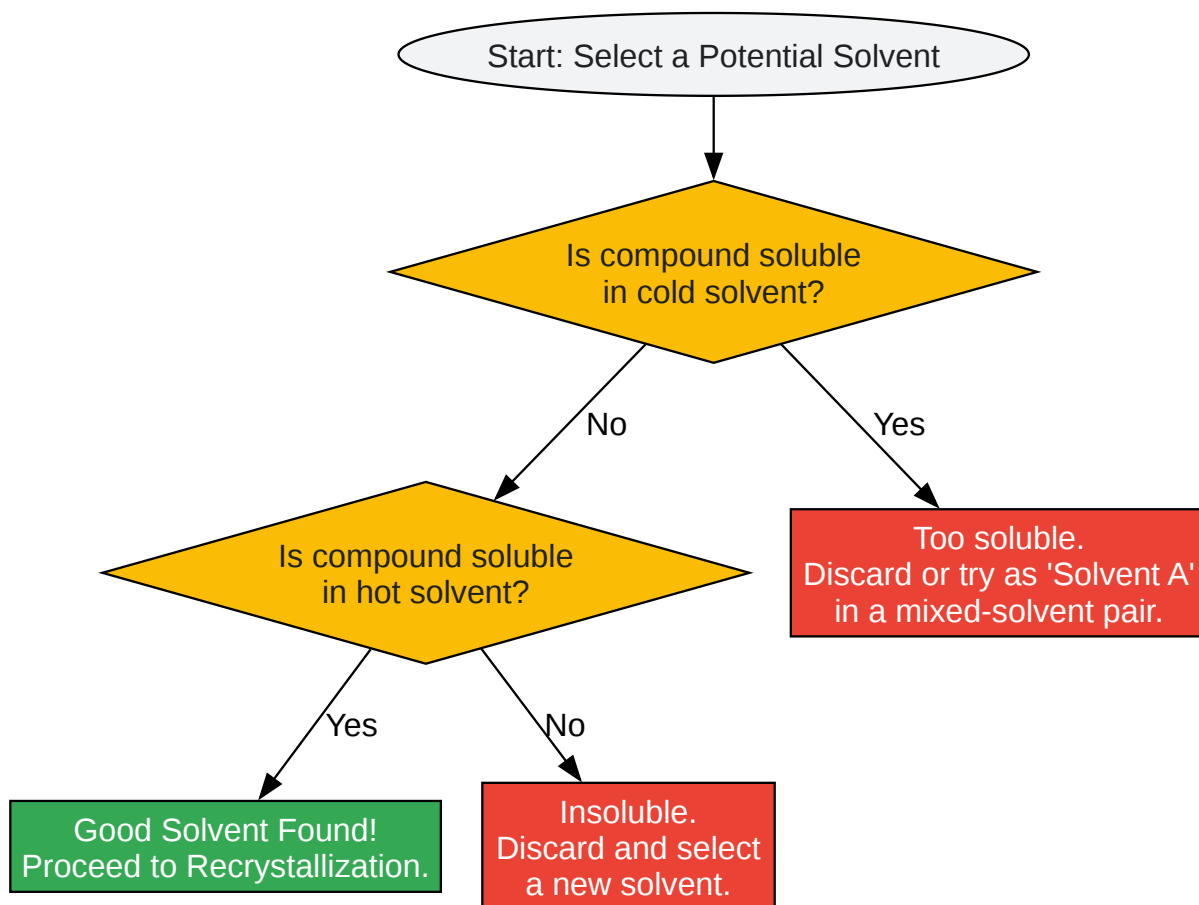 Start: Select a Potential Solvent
Is compound soluble
in cold solvent?
No
Yes
Is compound soluble
in hot solvent?
Too soluble.
Discard or try as 'Solvent A'
in a mixed-solvent pair.
Yes
No
Good Solvent Found!
Proceed to Recrystallization.
Insoluble.
Discard and select
a new solvent.